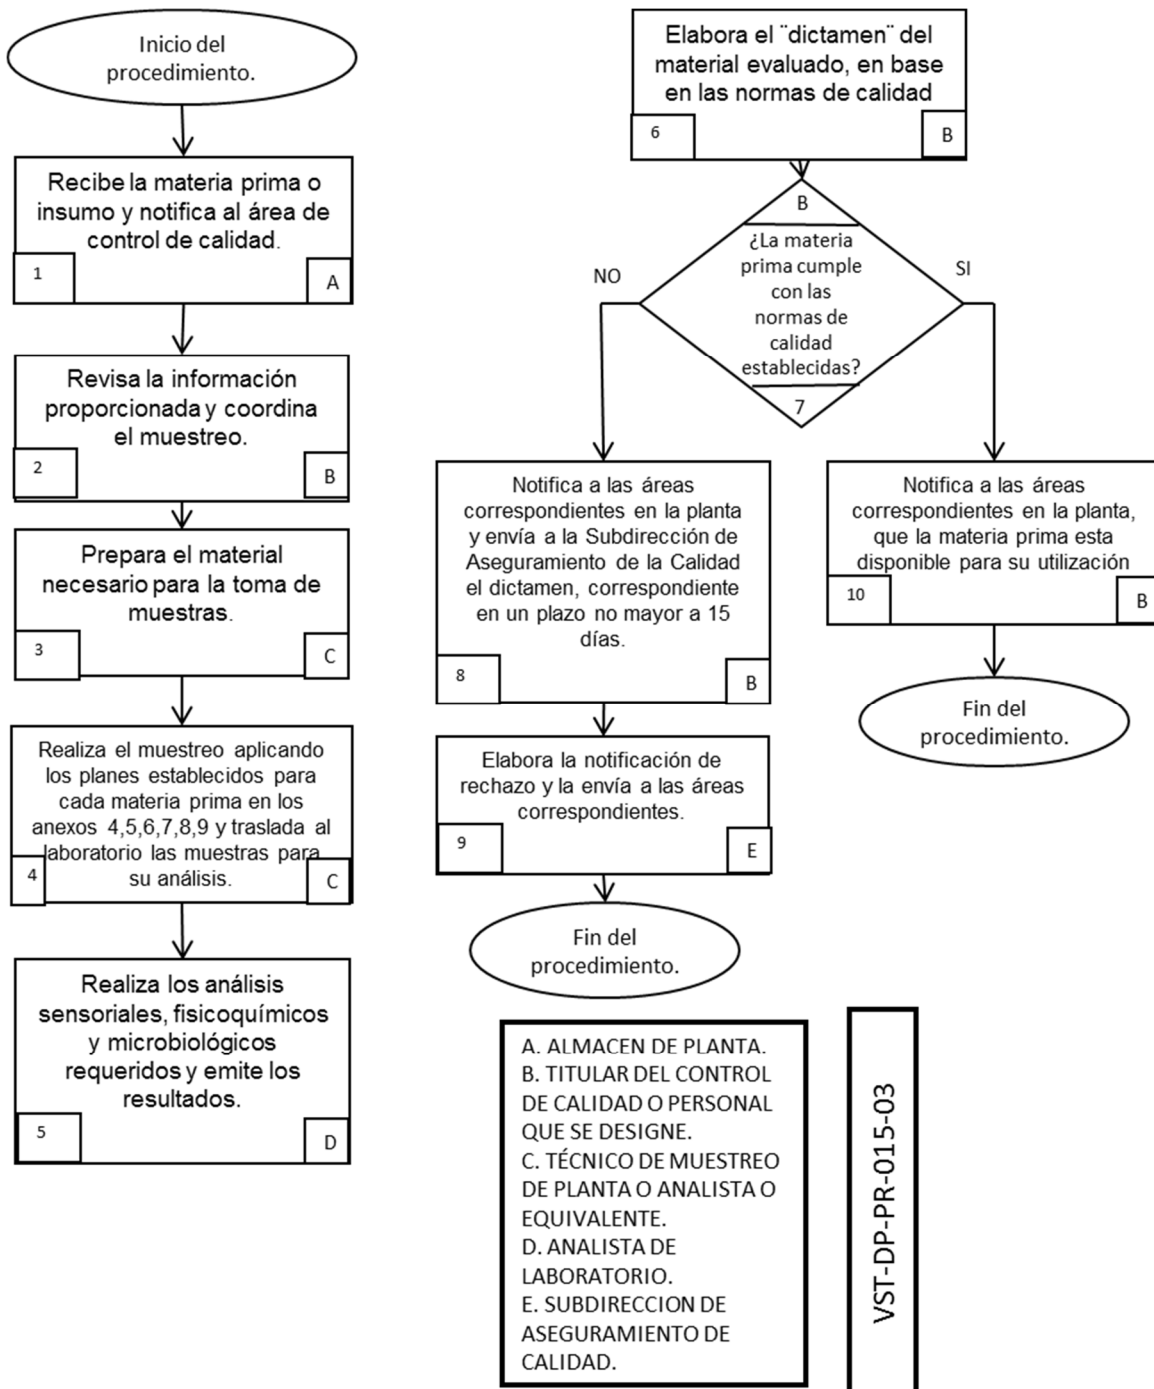 Inicio del
procedimiento.
Recibe la materia prima o
insumo y notifica al área de
control de calidad.
1
A
Revisa la información
proporcionada y coordina
el muestreo.
2
B
Prepara el material
necesario para la toma de
muestras.
3
C
Realiza el muestreo aplicando
los planes establecidos para
cada materia prima en los
anexos 4,5,6,7,8,9 y traslada al
laboratorio las muestras para
su análisis.
4
C
Realiza los análisis
sensoriales, fisicoquímicos
y microbiológicos
requeridos y emite los
resultados.
5
D
Elabora el ¨dictamen¨ del
material evaluado, en base
en las normas de calidad
6
B
B
¿La materia
prima cumple
con las
normas de
calidad
establecidas?
7
NO
SI
Notifica a las áreas
correspondientes en la planta
y envía a la Subdirección de
Aseguramiento de la Calidad
el dictamen, correspondiente
en un plazo no mayor a 15
días.
8
B
Elabora la notificación de
rechazo y la envía a las áreas
correspondientes.
9
E
Fin del
procedimiento.
Notifica a las áreas
correspondientes en la planta,
que la materia prima esta
disponible para su utilización
10
B
Fin del
procedimiento.
A. ALMACEN DE PLANTA.
B. TITULAR DEL CONTROL
DE CALIDAD O PERSONAL
QUE SE DESIGNE.
C. TÉCNICO DE MUESTREO
DE PLANTA O ANALISTA O
EQUIVALENTE.
D. ANALISTA DE
LABORATORIO.
E. SUBDIRECCION DE
ASEGURAMIENTO DE
CALIDAD.
VST-DP-PR-015-03